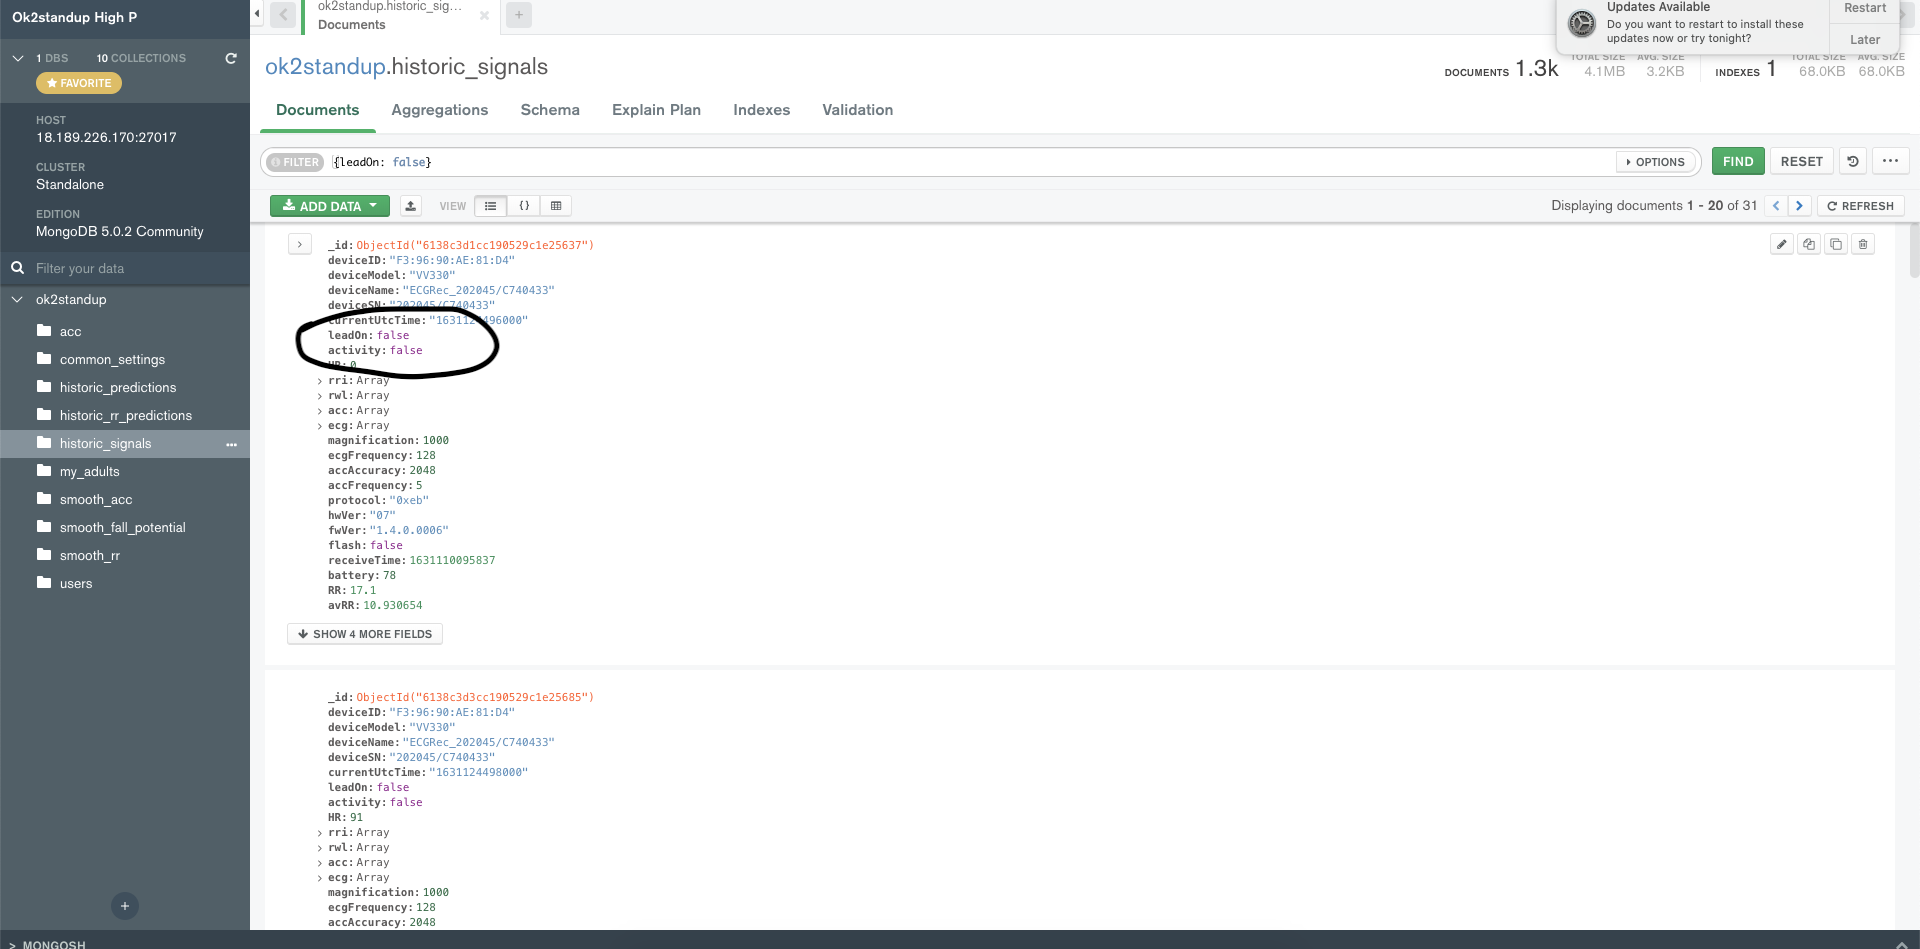 Ok2standup High P
1 DBS 10 COLLECTIONS
FAVORITE
HOST
18.189.226.170:27017
CLUSTER
Standalone
EDITION
MongoDB 5.0.2 Community
Filter your data
ok2standup
acc
common_settings
historic_predictions
historic_rr_predictions
historic_signals
my_adults
smooth_acc
smooth_fall_potential
smooth_rr
users
> MONGOSH
ok2standup.historic_sig...
Documents
Updates Available
Do you want to restart to install these
updates now or try tonight?
Restart
Later
ok2standup.historic_signals
DOCUMENTS 1.3k TOTAL SIZE 4.1MB AVG. SIZE 3.2KB INDEXES 1 TOTAL SIZE 68.0KB AVG. SIZE 68.0KB
Documents Aggregations Schema Explain Plan Indexes Validation
FILTER {leadOn: false} OPTIONS FIND RESET ...
ADD DATA VIEW {} Displaying documents 1 - 20 of 31 REFRESH
_id: ObjectId("6138c3d1cc190529c1e25637")
deviceID: "F3:96:90:AE:81:D4"
deviceModel: "VV330"
deviceName: "ECGRec_202045/C740433"
deviceSN: "202045/C740433"
currentUtcTime: "1631124496000"
leadOn: false
activity: false
HR: 0
rri: Array
rwl: Array
acc: Array
ecg: Array
magnification: 1000
ecgFrequency: 128
accAccuracy: 2048
accFrequency: 5
protocol: "0xeb"
hwVer: "07"
fwVer: "1.4.0.0006"
flash: false
receiveTime: 1631110095837
battery: 78
RR: 17.1
avRR: 10.930654
SHOW 4 MORE FIELDS
_id: ObjectId("6138c3d3cc190529c1e25685")
deviceID: "F3:96:90:AE:81:D4"
deviceModel: "VV330"
deviceName: "ECGRec_202045/C740433"
deviceSN: "202045/C740433"
currentUtcTime: "1631124498000"
leadOn: false
activity: false
HR: 91
rri: Array
rwl: Array
acc: Array
ecg: Array
magnification: 1000
ecgFrequency: 128
accAccuracy: 2048